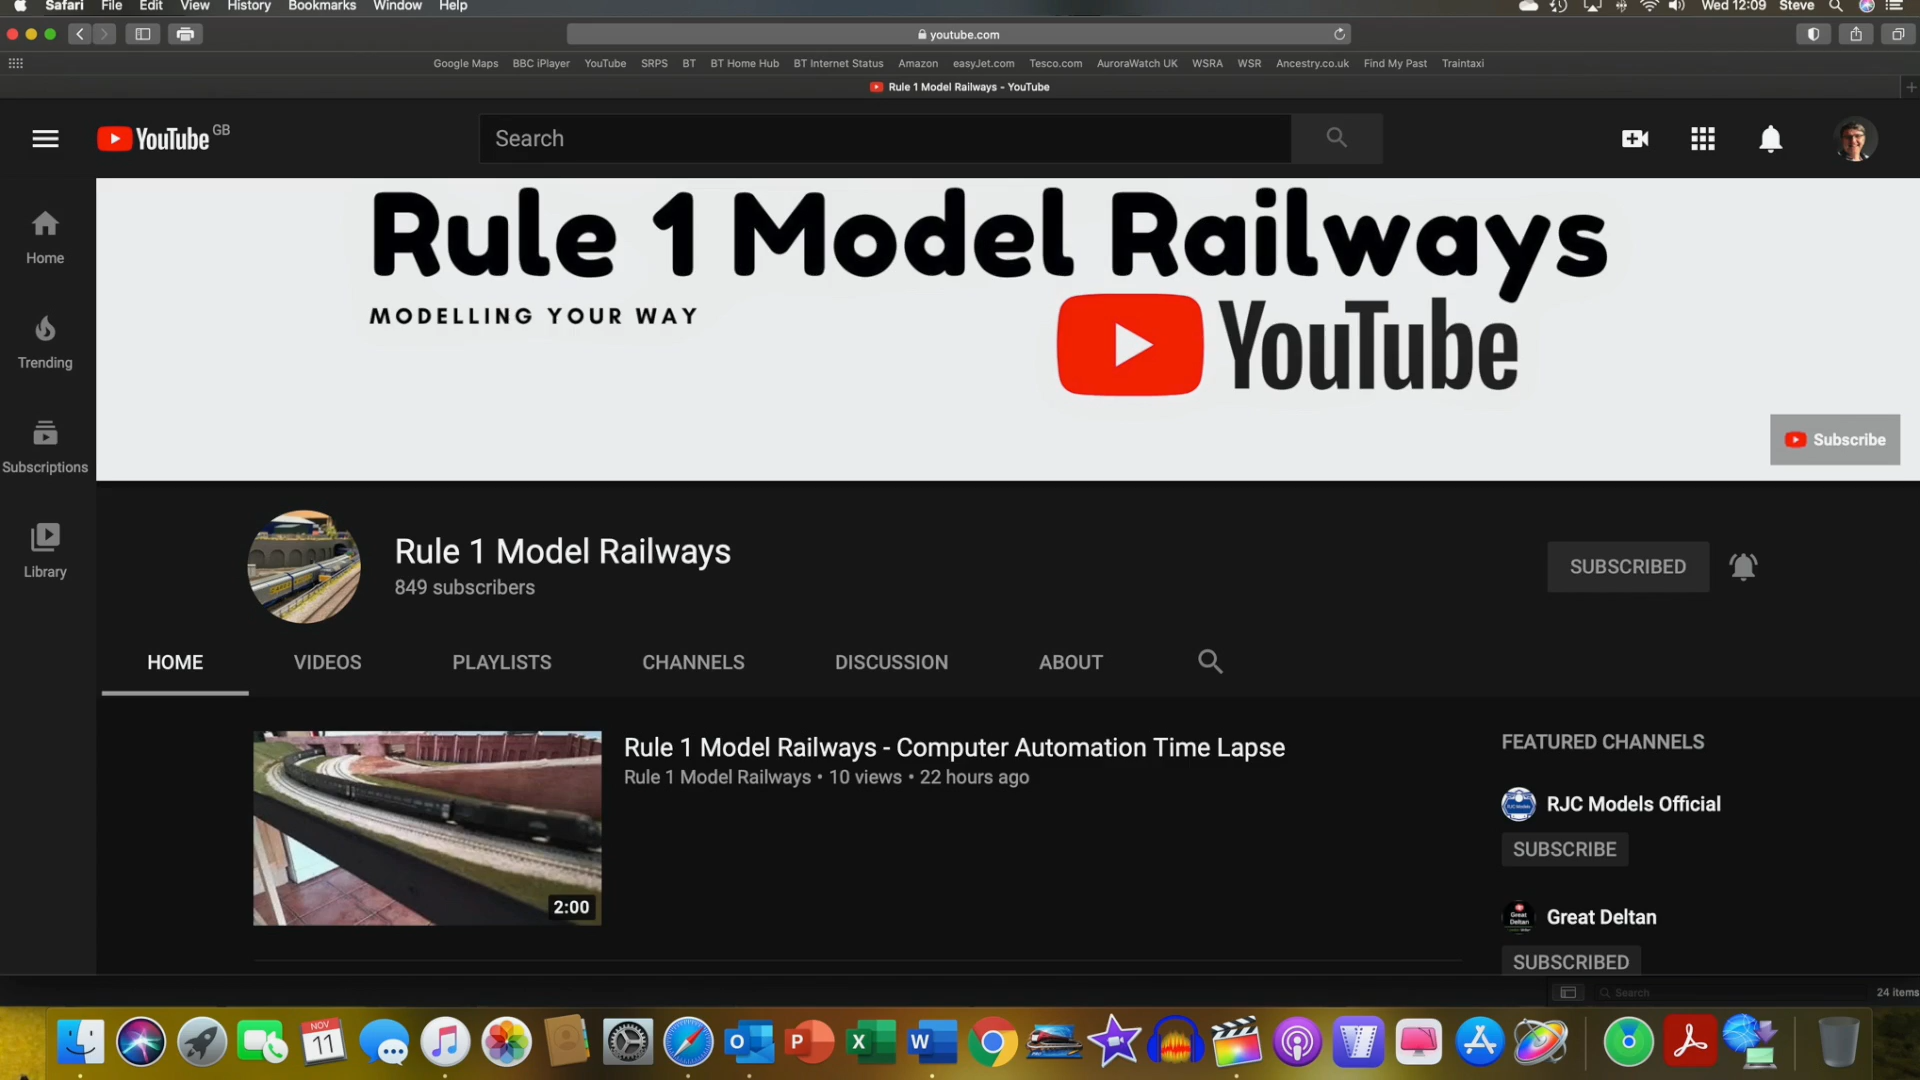 Safari File Edit View History Bookmarks Window Help Wed 12:09 Steve
youtube.com
Google Maps BBC iPlayer YouTube SRPS BT BT Home Hub BT Internet Status Amazon easyJet.com Tesco.com AuroraWatch UK WSRA WSR Ancestry.co.uk Find My Past Traintaxi
Rule 1 Model Railways - YouTube
YouTube GB
Search
Rule 1 Model Railways
MODELLING YOUR WAY
YouTube
Subscribe
Home
Trending
Subscriptions
Library
Rule 1 Model Railways
849 subscribers
SUBSCRIBED
HOME VIDEOS PLAYLISTS CHANNELS DISCUSSION ABOUT
2:00
Rule 1 Model Railways - Computer Automation Time Lapse
Rule 1 Model Railways • 10 views • 22 hours ago
FEATURED CHANNELS
RJC Models Official
SUBSCRIBE
Great Deltan
SUBSCRIBED
Search
24 items
NOV
11